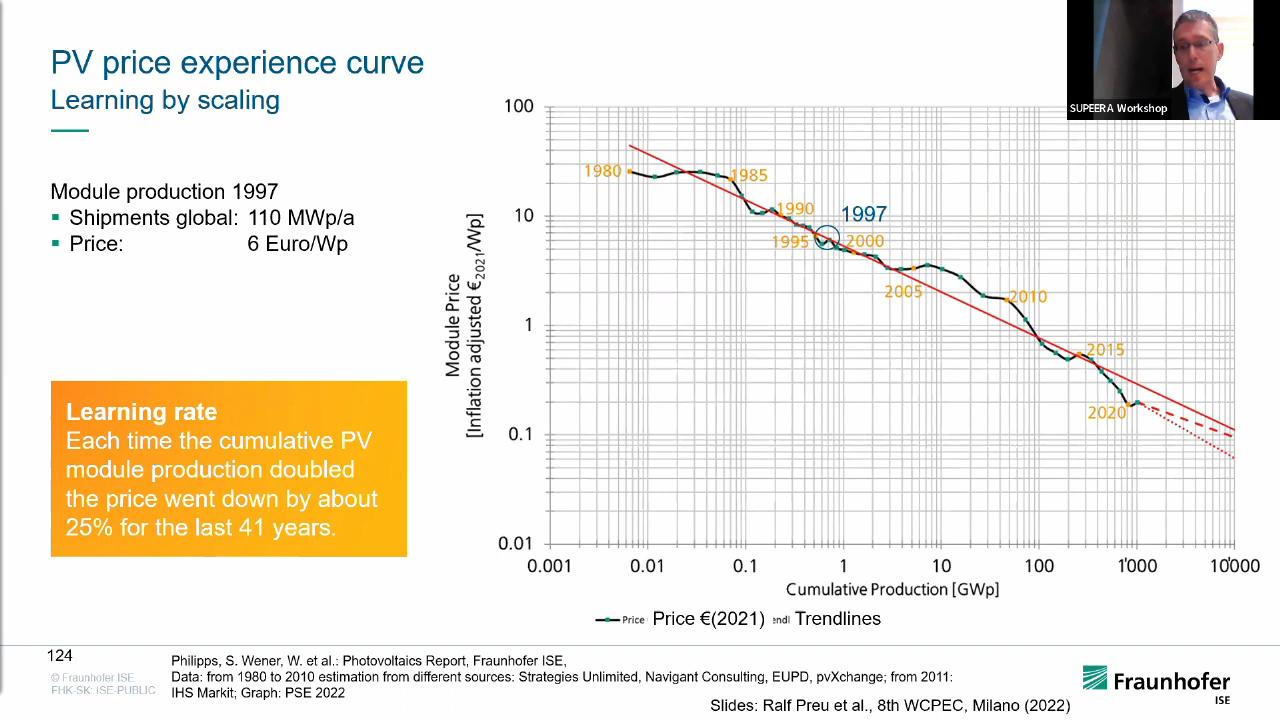 PV price experience curve
Learning by scaling
SUPEERA Workshop
Module production 1997
Shipments global: 110 MWp/a
Price: 6 Euro/Wp
Learning rate
Each time the cumulative PV
module production doubled
the price went down by about
25% for the last 41 years.
Module Price
[Inflation adjusted €2021/Wp]
100
10
1
0.1
0.01
1980
1985
1990
1997
1995
2000
2005
2010
2015
2020
0.001 0.01 0.1 1 10 100 1'000 10'000
Cumulative Production [GWp]
Price Price €(2021) Trendlines
124
© Fraunhofer ISE
FHK-SK: ISE-PUBLIC
Philipps, S. Wener, W. et al.: Photovoltaics Report, Fraunhofer ISE,
Data: from 1980 to 2010 estimation from different sources: Strategies Unlimited, Navigant Consulting, EUPD, pvXchange; from 2011:
IHS Markit; Graph: PSE 2022
Slides: Ralf Preu et al., 8th WCPEC, Milano (2022)
Fraunhofer
ISE